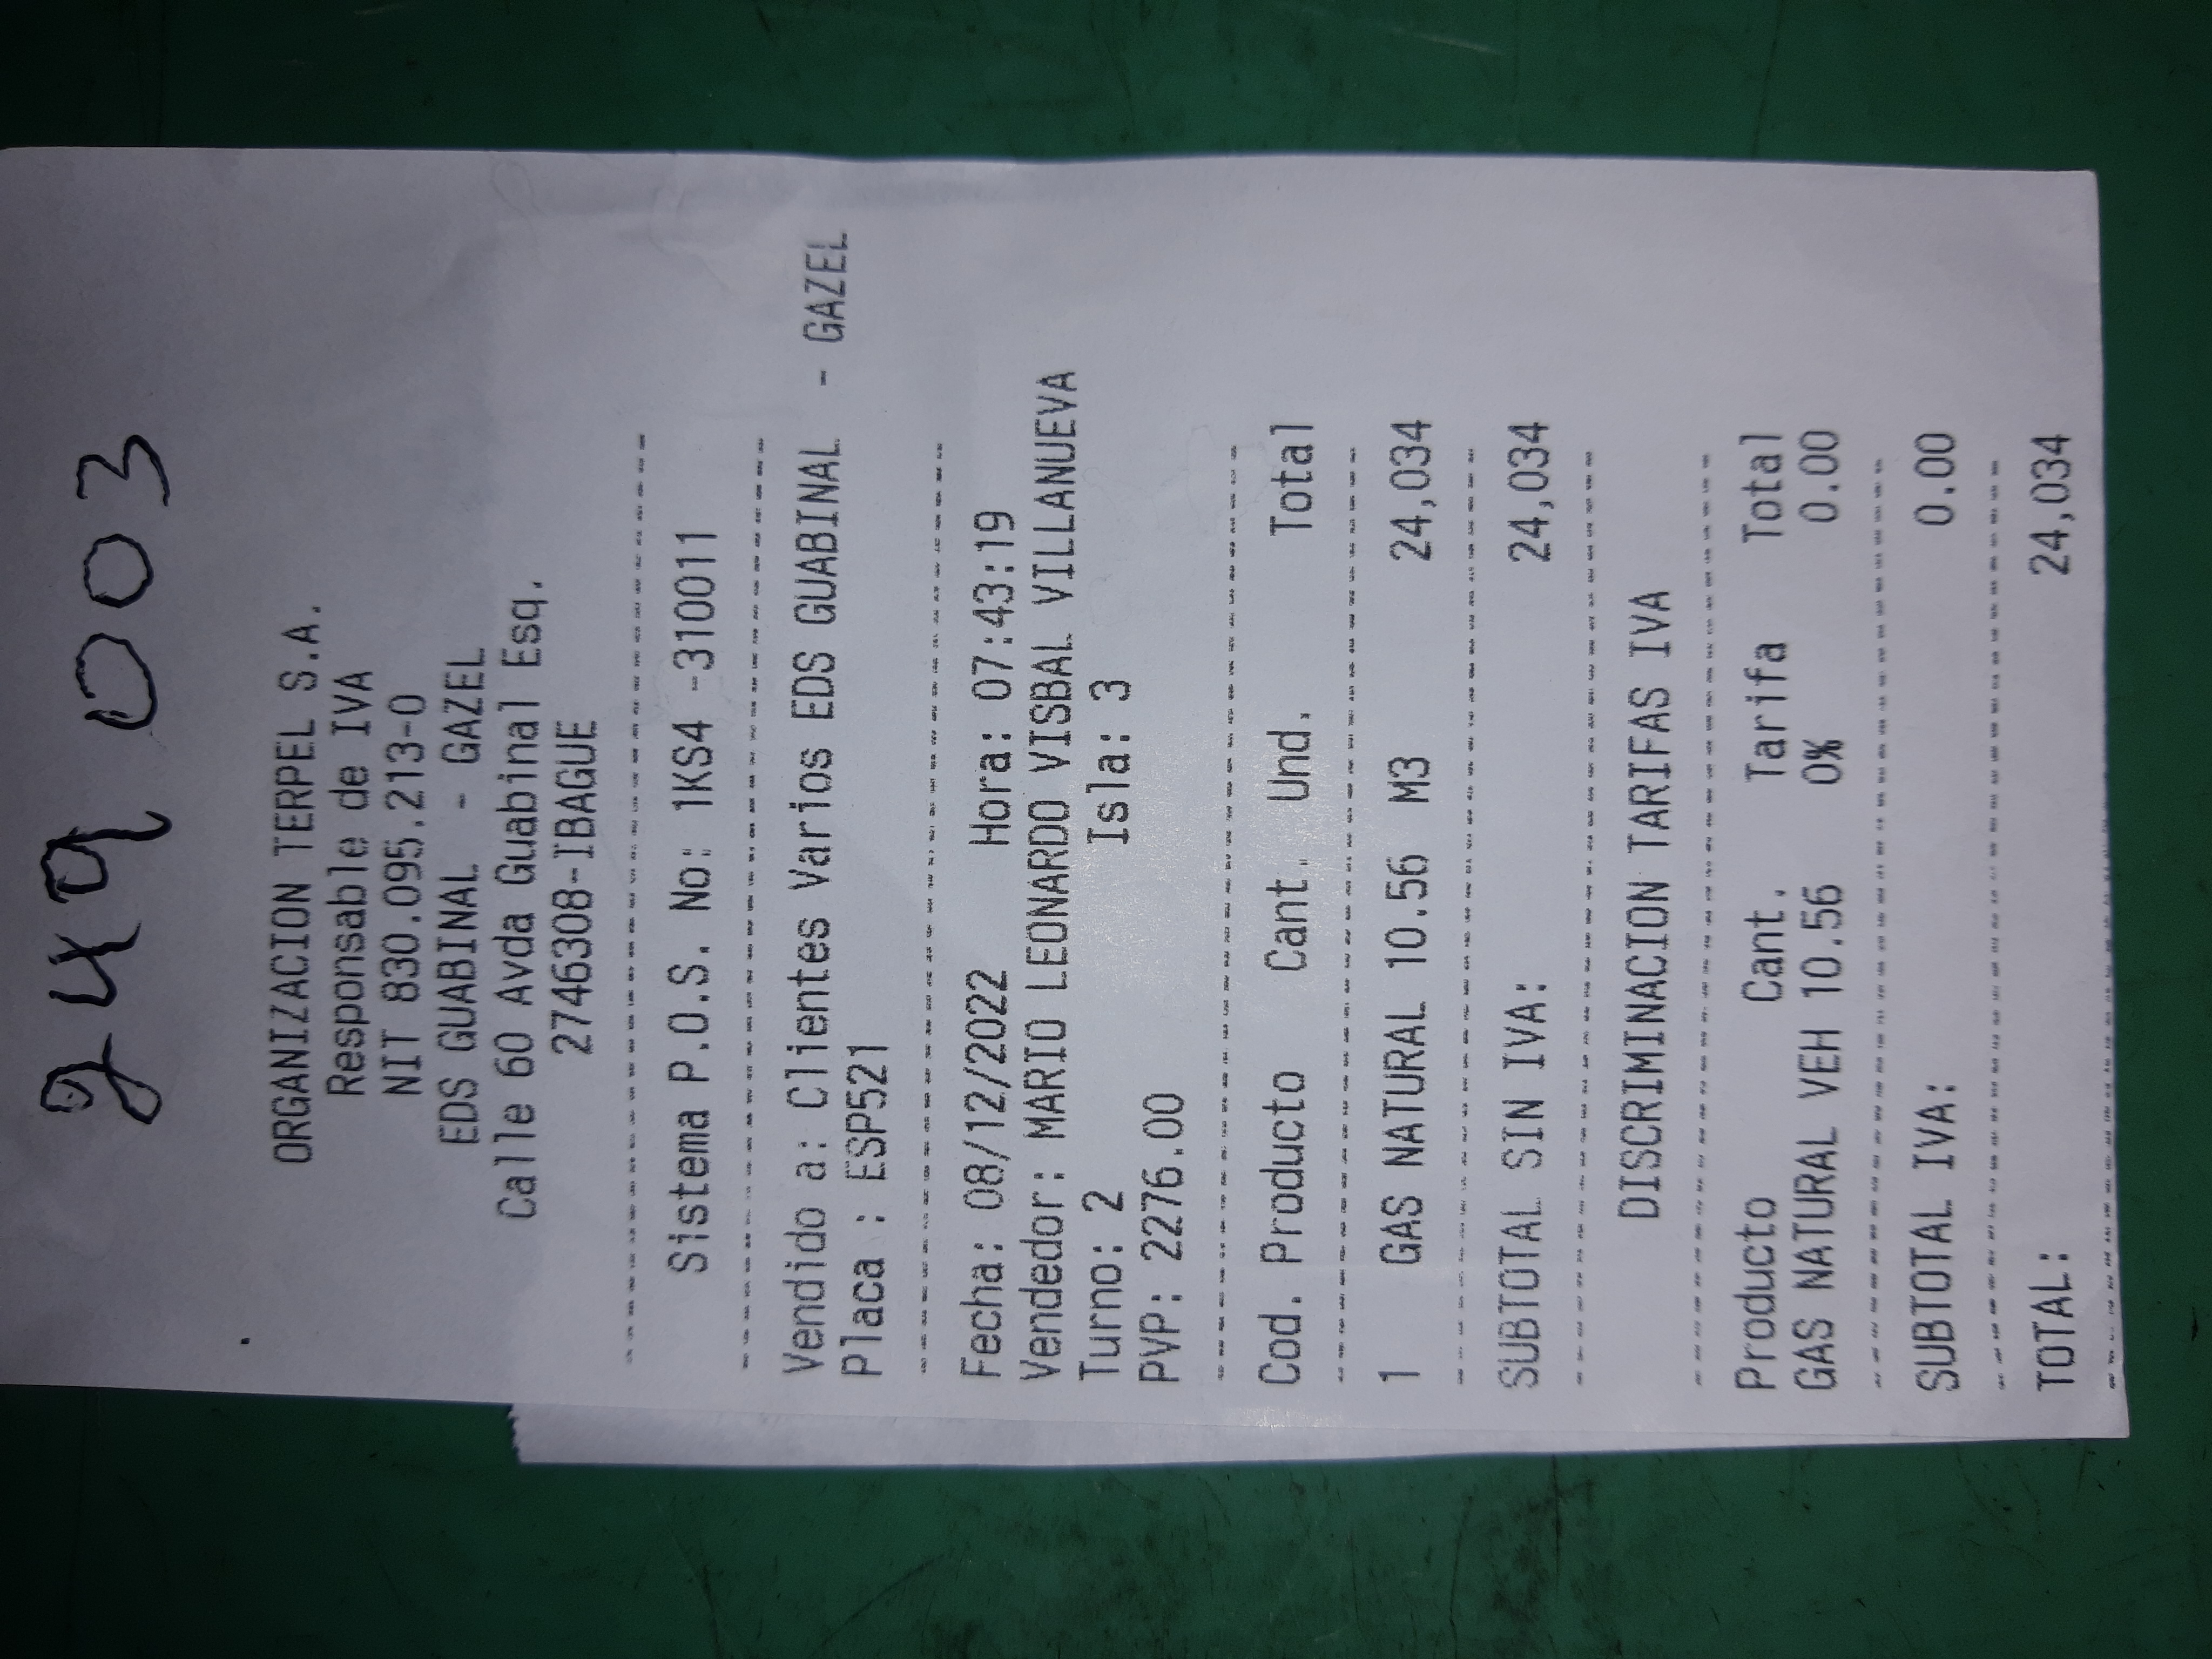 249003
ORGANIZACION TERPEL S.A.
Responsable de IVA
NIT 830.095.213-0
EDS GUABINAL - GAZEL
Calle 60 Avda Guabinal Esq.
2746308-IBAGUE
Sistema P.O.S. No: 1KS4 -310011
Vendido a: Clientes Varios EDS GUABINAL - GAZEL
Placa : ESP521
Fecha: 08/12/2022 Hora: 07:43:19
Vendedor: MARIO LEONARDO VISBAL VILLANUEVA
Turno: 2 Isla: 3
PVP: 2276.00
Cod. Producto Cant. Und. Total
1 GAS NATURAL 10.56 M3 24,034
SUBTOTAL SIN IVA: 24,034
DISCRIMINACION TARIFAS IVA
Producto Cant. Tarifa Total
GAS NATURAL VEH 10.56 0% 0.00
SUBTOTAL IVA: 0.00
TOTAL: 24,034